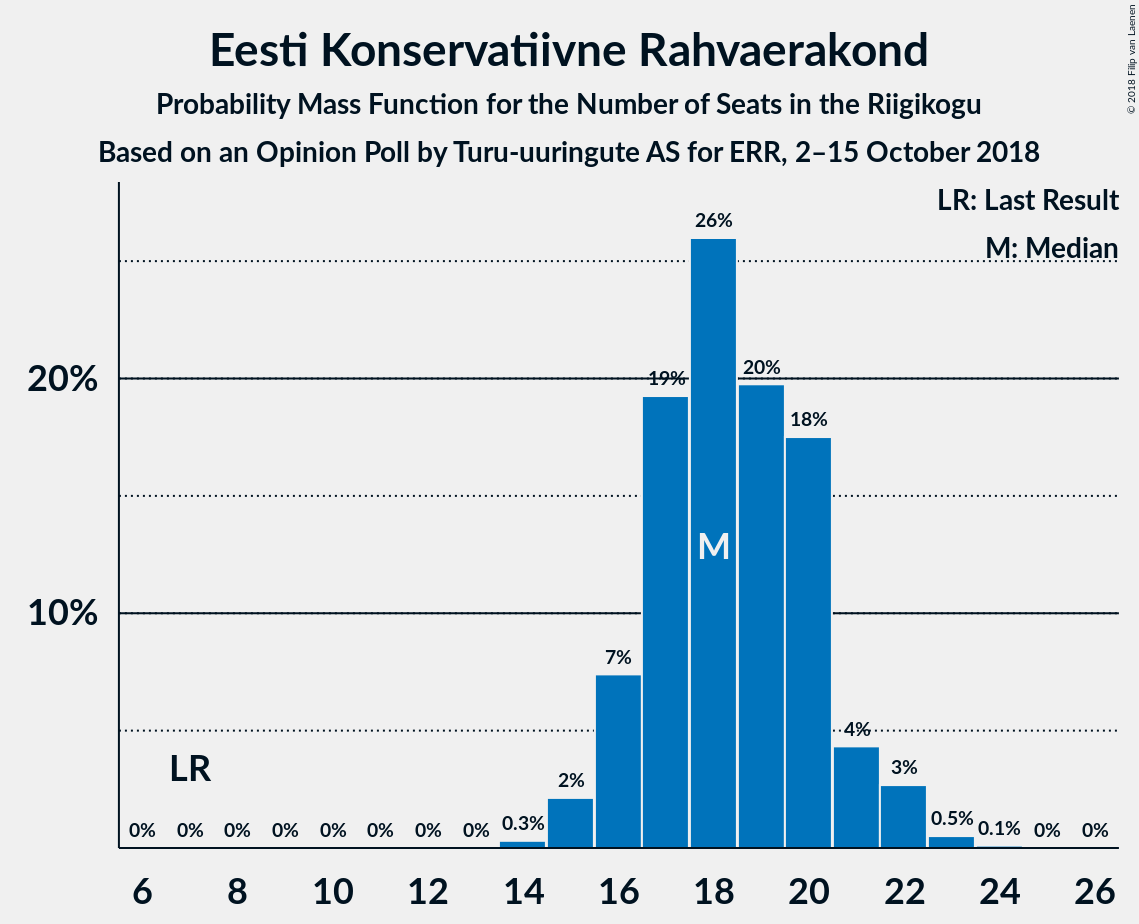 Eesti Konservatiivne Rahvaerakond
Probability Mass Function for the Number of Seats in the Riigikogu
Based on an Opinion Poll by Turu-uuringute AS for ERR, 2–15 October 2018
© 2018 Filip van Laenen
LR: Last Result
M: Median
20%
10%
LR
M
0% 0% 0% 0% 0% 0% 0% 0% 0.3% 2% 7% 19% 26% 20% 18% 4% 3% 0.5% 0.1% 0% 0%
6 8 10 12 14 16 18 20 22 24 26